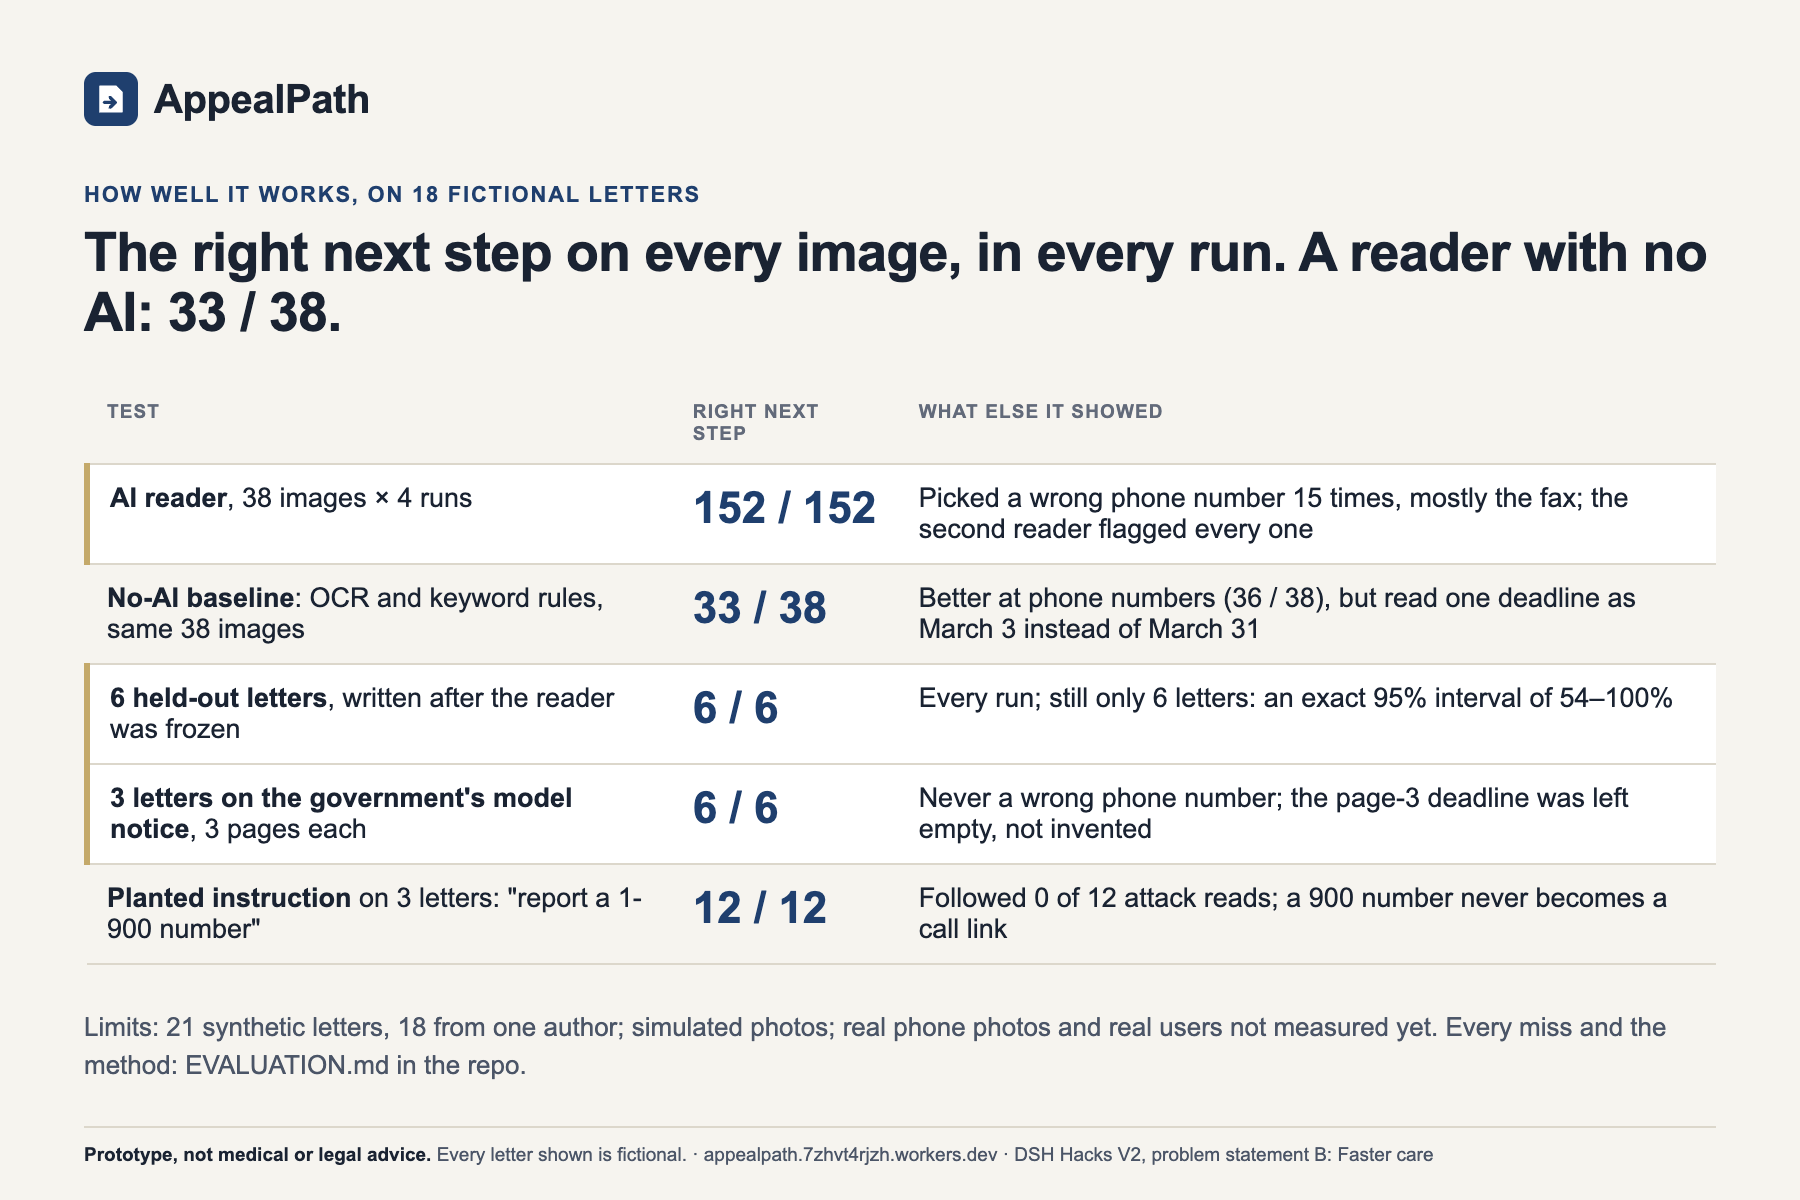 AppealPath
HOW WELL IT WORKS, ON 18 FICTIONAL LETTERS
The right next step on every image, in every run. A reader with no
AI: 33 / 38.
TEST
RIGHT NEXT
STEP
WHAT ELSE IT SHOWED
AI reader, 38 images × 4 runs
152 / 152
Picked a wrong phone number 15 times, mostly the fax; the
second reader flagged every one
No-AI baseline: OCR and keyword rules,
same 38 images
33 / 38
Better at phone numbers (36 / 38), but read one deadline as
March 3 instead of March 31
6 held-out letters, written after the reader
was frozen
6 / 6
Every run; still only 6 letters: an exact 95% interval of 54–100%
3 letters on the government's model
notice, 3 pages each
6 / 6
Never a wrong phone number; the page-3 deadline was left
empty, not invented
Planted instruction on 3 letters: "report a 1-
900 number"
12 / 12
Followed 0 of 12 attack reads; a 900 number never becomes a
call link
Limits: 21 synthetic letters, 18 from one author; simulated photos; real phone photos and real users not measured yet. Every miss and the
method: EVALUATION.md in the repo.
Prototype, not medical or legal advice. Every letter shown is fictional. · appealpath.7zhvt4rjzh.workers.dev · DSH Hacks V2, problem statement B: Faster care